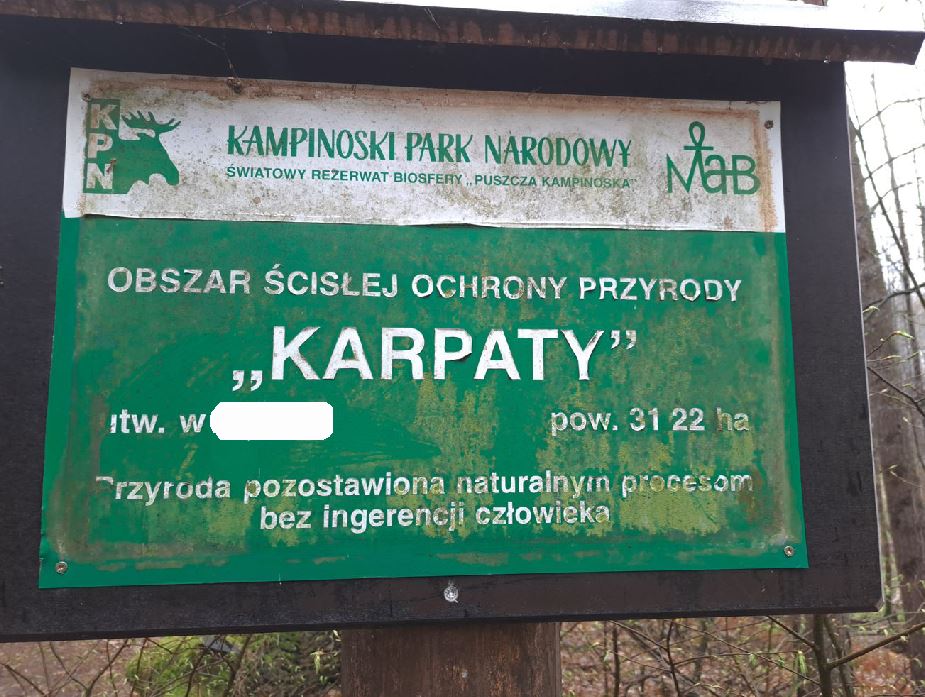 KPN
KAMPINOSKI PARK NARODOWY
ŚWIATOWY REZERWAT BIOSFERY „PUSZCZA KAMPINOSKA"
MaB
OBSZAR ŚCISŁEJ OCHRONY PRZYRODY
„KARPATY”
utw. w pow. 31 22 ha
Przyroda pozostawiona naturalnym procesom
bez ingerencji człowieka